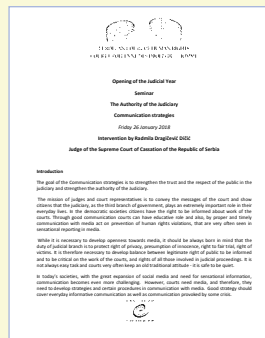 EUROPEAN COURT OF HUMAN RIGHTS
COUR EUROPÉENNE DES DROITS DE L'HOMME
Opening of the Judicial Year
Seminar
The Authority of the Judiciary
Communication strategies
Friday 26 January 2018
Intervention by Radmila Dragičević Dičić
Judge of the Supreme Court of Cassation of the Republic of Serbia
Introduction
The goal of the Communication strategies is to strengthen the trust and the respect of the public in the
judiciary and strengthen the authority of the Judiciary.
The mission of judges and court representatives is to convey the messages of the court and show
citizens that the judiciary, as the third branch of government, plays an extremely important role in their
everyday lives. In the democratic societies citizens have the right to be informed about work of the
courts. Through good communication courts can have educative role and also, by proper and timely
communication with media act on prevention of human rights violations, that are very often seen in
sensational reporting in media.
While it is necessary to develop openness towards media, it should be always born in mind that the
duty of judicial branch is to protect right of privacy, presumption of innocence, right to fair trial, right of
victims. It is therefore necessary to develop balance between legitimate right of public to be informed
and to be critical on the work of the courts, and rights of all those involved in judicial proceedings. It is
not always easy task and courts very often keep an old traditional attitude - it is safe to be quiet.
In today's societies, with the great expansion of social media and need for sensational information,
communication becomes even more challenging. However, courts need media, and therefore, they
need to develop strategies and certain procedures in communication with media. Good strategy should
cover everyday informative communication as well as communication provoked by some crisis.